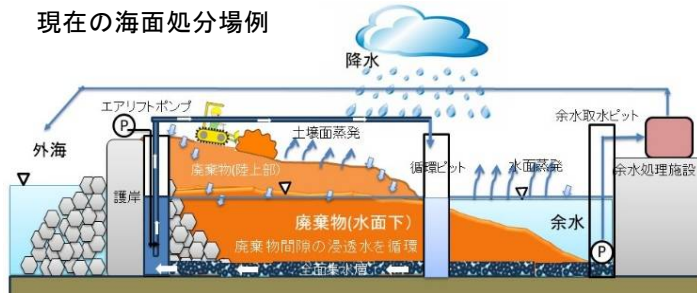 現在の海面処分場例
降水
エアリフトポンプ
余水取水ピット
P
土壌面蒸発
外海
廃棄物(陸上部)
循環ピット
水面蒸発
余水処理施設
護岸
廃棄物(水面下)
余水
廃棄物間隙の浸透水を循環
P
全面集水層